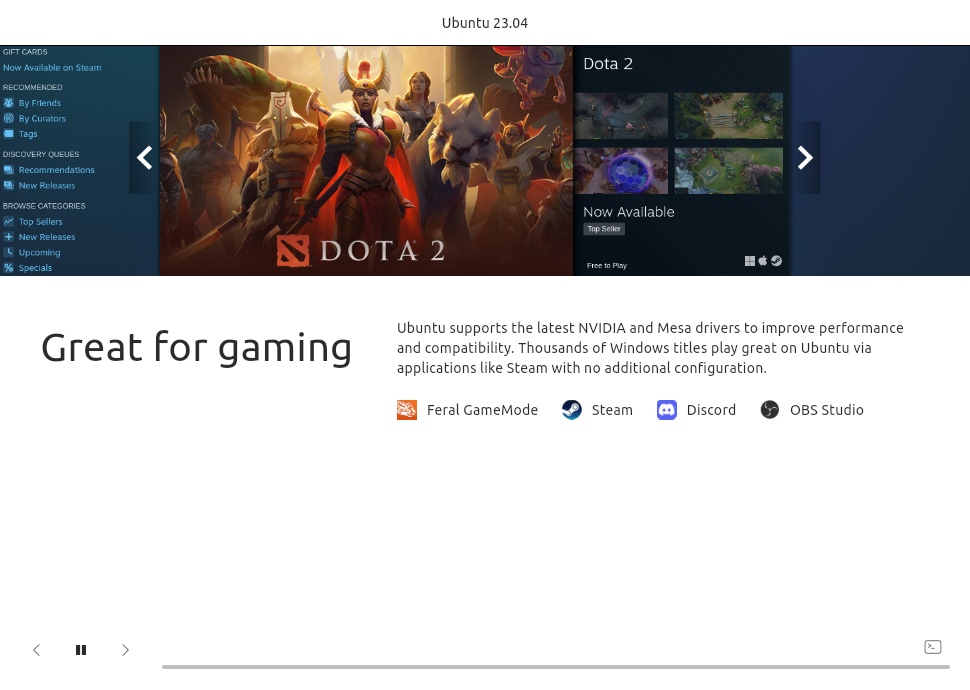 Ubuntu 23.04
GIFT CARDS
Now Available on Steam
RECOMMENDED
By Friends
By Curators
Tags
DISCOVERY QUEUES
Recommendations
New Releases
BROWSE CATEGORIES
Top Sellers
New Releases
Upcoming
Specials
DOTA 2
Dota 2
Now Available
Top Seller
Free to Play
Great for gaming
Ubuntu supports the latest NVIDIA and Mesa drivers to improve performance
and compatibility. Thousands of Windows titles play great on Ubuntu via
applications like Steam with no additional configuration.
Feral GameMode Steam Discord OBS Studio